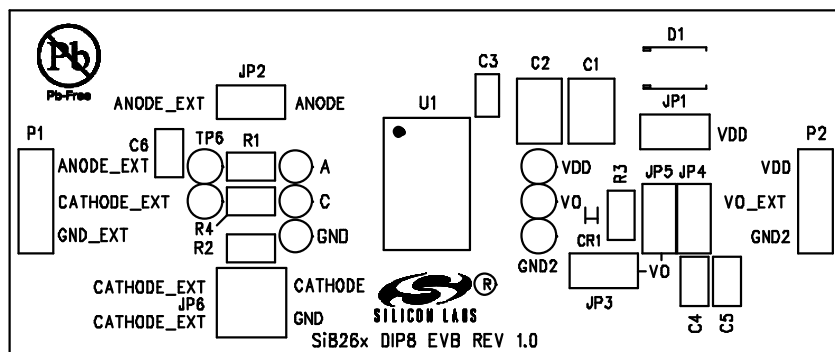 Pb
Pb-Free
JP2
ANODE_EXT
ANODE
C3
C2
C1
D1
JP1
VDD
U1
P1
C6
TP6
R1
ANODE_EXT
A
CATHODE_EXT
C
GND_EXT
R4
GND
R2
VDD
VO
GND2
CR1
R3
JP5
JP4
P2
VDD
VO_EXT
GND2
CATHODE_EXT
CATHODE
JP6
CATHODE_EXT
GND
JP3
VO
C4
C5
SILICON LABS
®
SiB26x DIP8 EVB REV 1.0